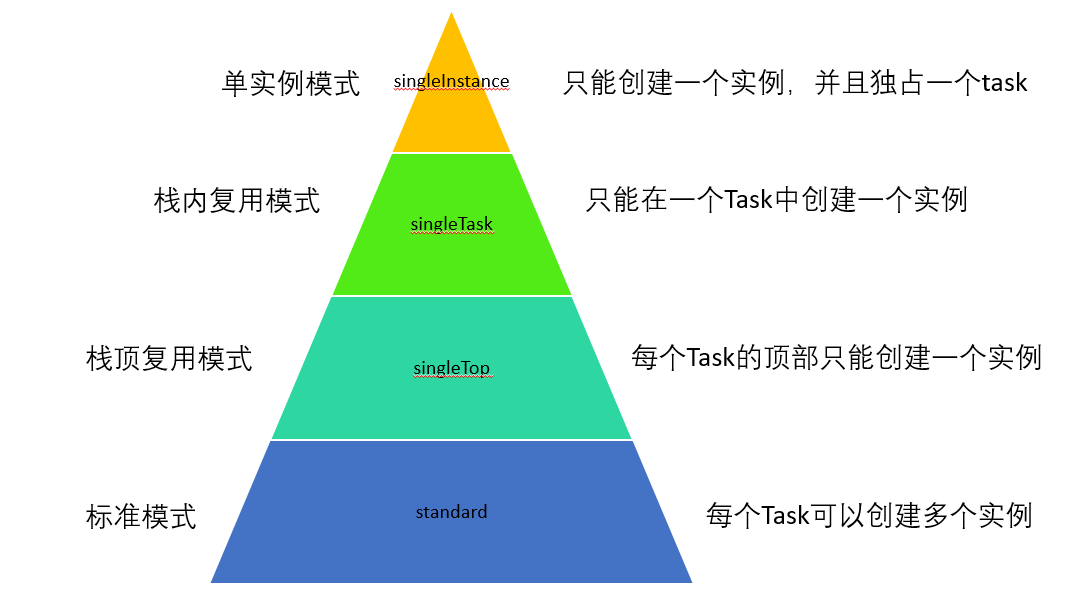 单实例模式 singleInstance 只能创建一个实例，并且独占一个task
栈内复用模式 singleTask 只能在一个Task中创建一个实例
栈顶复用模式 singleTop 每个Task的顶部只能创建一个实例
标准模式 standard 每个Task可以创建多个实例